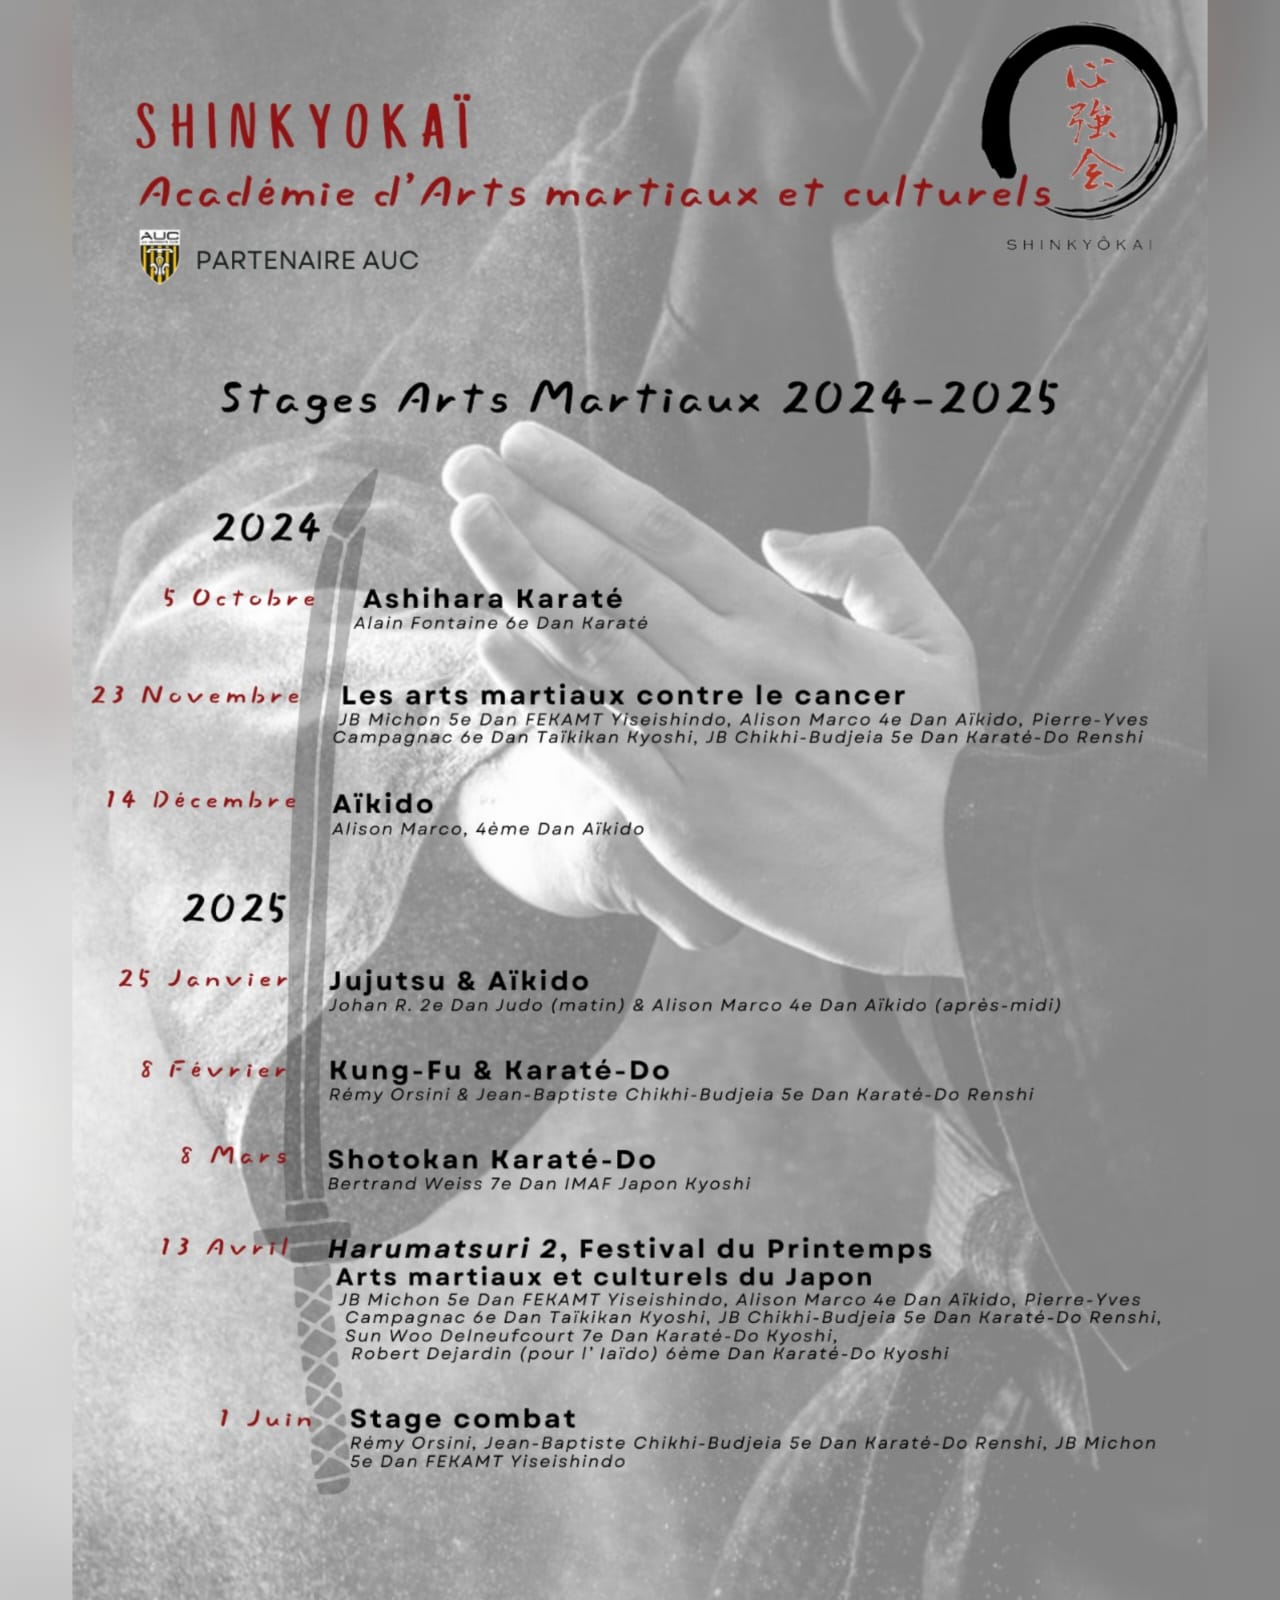 SHINKYOKAÏ
Académie d'Arts martiaux et culturels
心
強
会
SHINKYÔKAI
AUC
PARTENAIRE AUC
Stages Arts Martiaux 2024-2025
2024
5 Octobre
Ashihara Karaté
Alain Fontaine 6e Dan Karaté
23 Novembre
Les arts martiaux contre le cancer
JB Michon 5e Dan FEKAMT Yiseishindo, Alison Marco 4e Dan Aïkido, Pierre-Yves
Campagnac 6e Dan Taïkikan Kyoshi, JB Chikhi-Budjeia 5e Dan Karaté-Do Renshi
14 Décembre
Aïkido
Alison Marco, 4ème Dan Aïkido
2025
25 Janvier
Jujutsu & Aïkido
Johan R. 2e Dan Judo (matin) & Alison Marco 4e Dan Aïkido (après-midi)
8 Février
Kung-Fu & Karaté-Do
Rémy Orsini & Jean-Baptiste Chikhi-Budjeia 5e Dan Karaté-Do Renshi
8 Mars
Shotokan Karaté-Do
Bertrand Weiss 7e Dan IMAF Japon Kyoshi
13 Avril
Harumatsuri 2, Festival du Printemps
Arts martiaux et culturels du Japon
JB Michon 5e Dan FEKAMT Yiseishindo, Alison Marco 4e Dan Aïkido, Pierre-Yves
Campagnac 6e Dan Taïkikan Kyoshi, JB Chikhi-Budjeia 5e Dan Karaté-Do Renshi,
Sun Woo Delneufcourt 7e Dan Karaté-Do Kyoshi,
Robert Dejardin (pour l' Iaïdo) 6ème Dan Karaté-Do Kyoshi
1 Juin
Stage combat
Rémy Orsini, Jean-Baptiste Chikhi-Budjeia 5e Dan Karaté-Do Renshi, JB Michon
5e Dan FEKAMT Yiseishindo